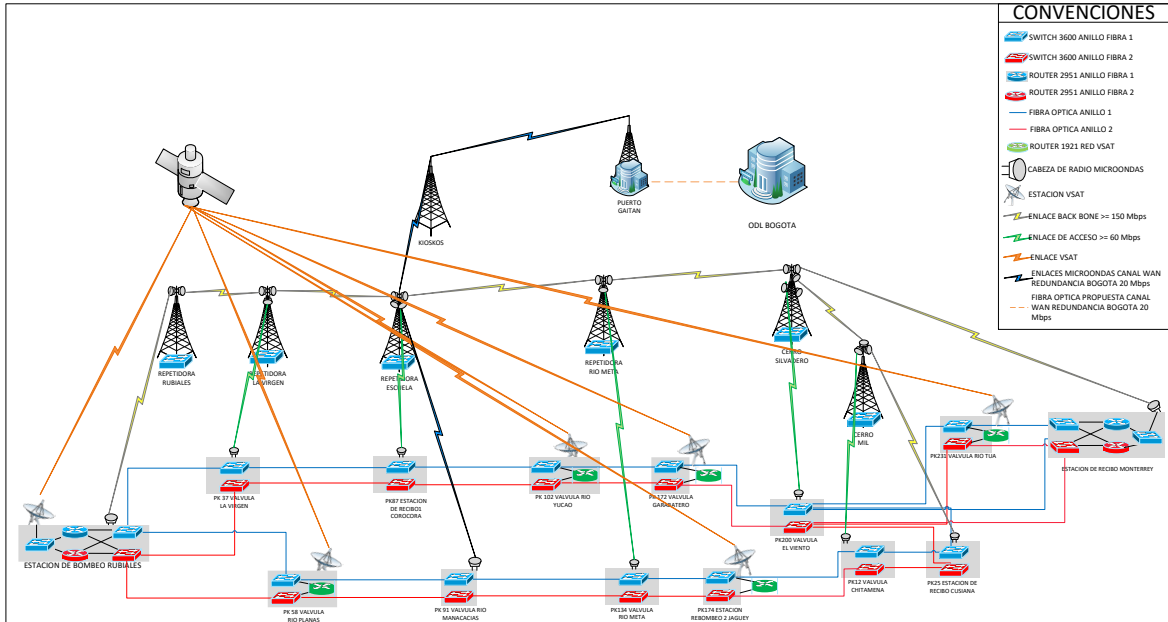 CONVENCIONES
SWITCH 3600 ANILLO FIBRA 1
SWITCH 3600 ANILLO FIBRA 2
ROUTER 2951 ANILLO FIBRA 1
ROUTER 2951 ANILLO FIBRA 2
FIBRA OPTICA ANILLO 1
FIBRA OPTICA ANILLO 2
ROUTER 1921 RED VSAT
CABEZA DE RADIO MICROONDAS
ESTACION VSAT
ENLACE BACK BONE >= 150 Mbps
ENLACE DE ACCESO >= 60 Mbps
ENLACE VSAT
ENLACES MICROONDAS CANAL WAN
REDUNDANCIA BOGOTA 20 Mbps
FIBRA OPTICA PROPUESTA CANAL
WAN REDUNDANCIA BOGOTA 20
Mbps
PUERTO
GAITAN
ODL BOGOTA
KIOSKOS
REPETIDORA
RUBIALES
REPETIDORA
LA VIRGEN
REPETIDORA
ESCUELA
REPETIDORA
RIO META
CERRO
SILVADERO
CERRO
MIL
PK231 VALVULA RIO TUA
ESTACION DE RECIBO MONTERREY
PK 37 VALVULA
LA VIRGEN
PK87 ESTACION
DE RECIBOS
COROCORA
PK 102 VALVULA RIO
YUCAO
PK 172 VALVULA
GARABATERO
PK200 VALVULA
EL VIENTO
ESTACION DE BOMBEO RUBIALES
PK 58 VALVULA
RIO PLANAS
PK 91 VALVULA RIO
MANACACIAS
PK134 VALVULA
RIO META
PK174 ESTACION
REBOMBEO 2 JAGUEY
PK12 VALVULA
CHITAMENA
PK25 ESTACION DE
RECIBO CUSIANA